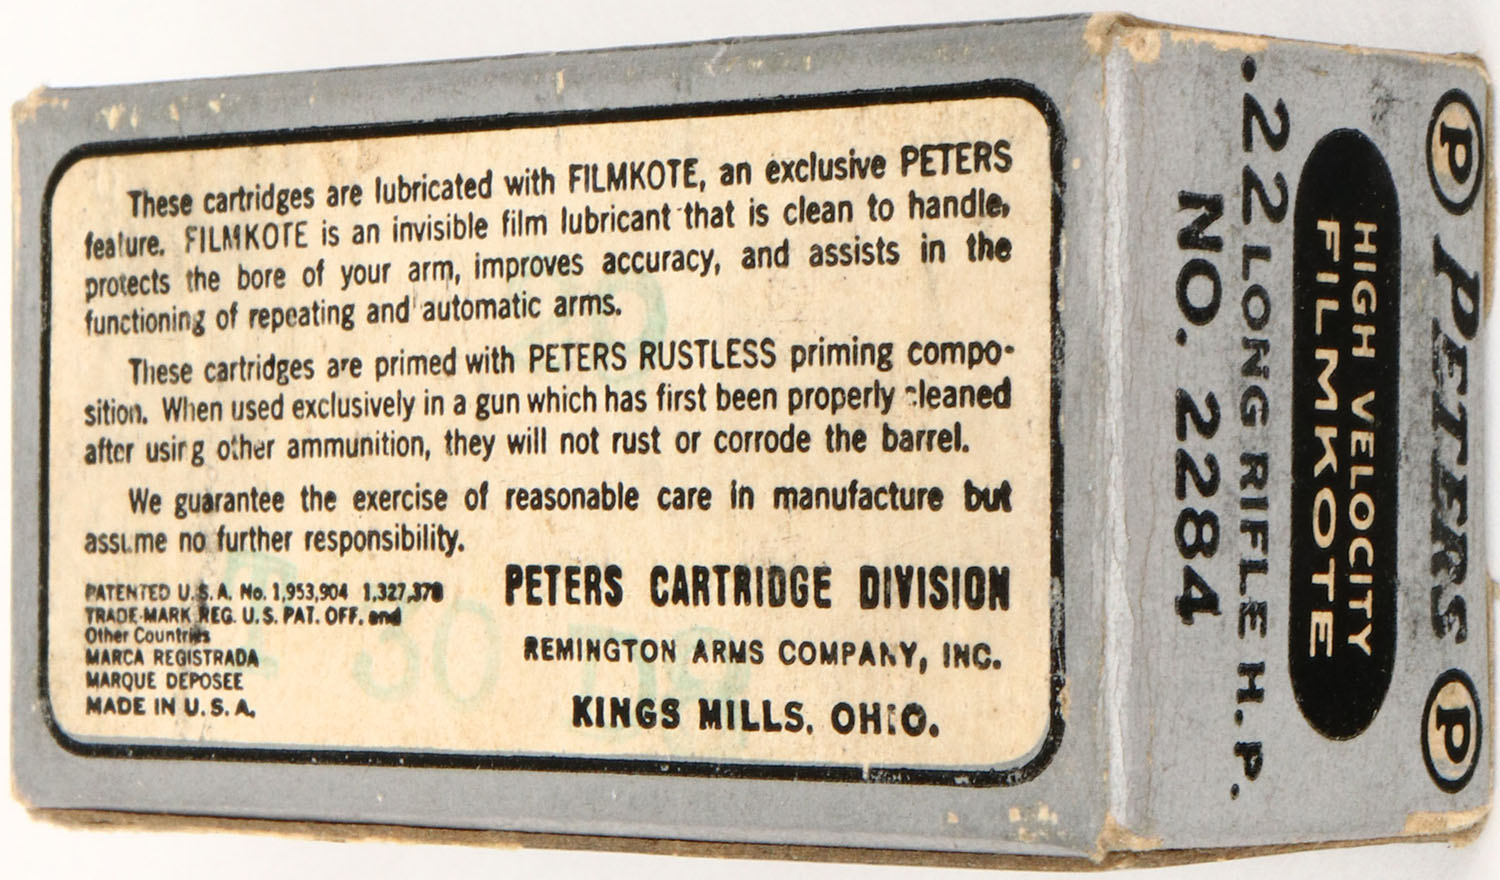 These cartridges are lubricated with FILMKOTE, an exclusive PETERS
feature. FILMKOTE is an invisible film lubricant that is clean to handle,
protects the bore of your arm, improves accuracy, and assists in the
functioning of repeating and automatic arms.
These cartridges are primed with PETERS RUSTLESS priming compo-
sition. When used exclusively in a gun which has first been properly cleaned
after using other ammunition, they will not rust or corrode the barrel.
We guarantee the exercise of reasonable care in manufacture but
assume no further responsibility.
PATENTED U.S.A. No. 1,953,904 1,327,378
TRADE-MARK REG. U.S. PAT. OFF. and
Other Countries
MARCA REGISTRADA
MARQUE DEPOSEE
MADE IN U.S.A.
PETERS CARTRIDGE DIVISION
REMINGTON ARMS COMPANY, INC.
KINGS MILLS, OHIO.
P PETERS P
HIGH VELOCITY
FILMKOTE
.22 LONG RIFLE H.P.
NO. 2284